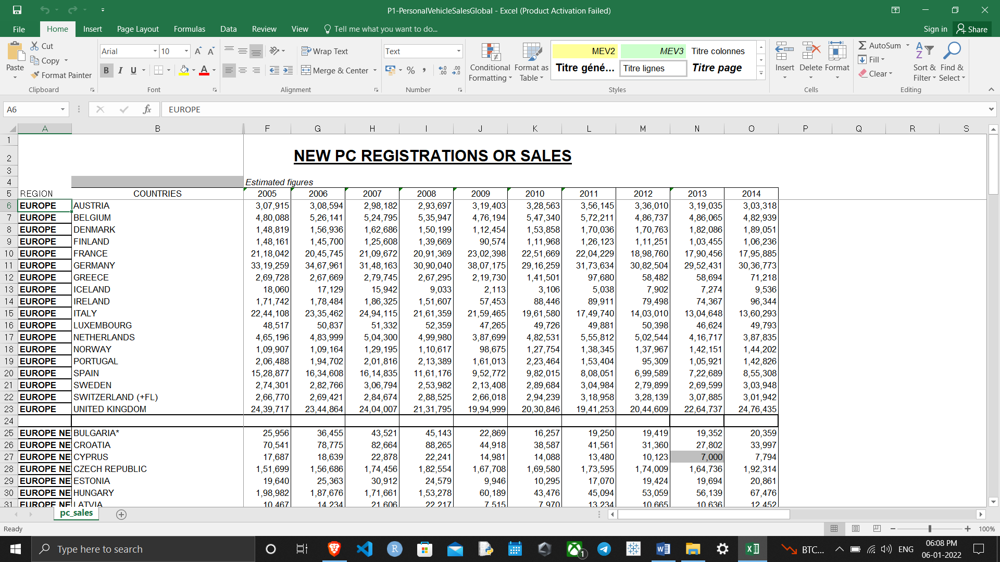 P1-PersonalVehicleSalesGlobal - Excel (Product Activation Failed)
File Home Insert Page Layout Formulas Data Review View Tell me what you want to do... Sign in Share
Paste Cut Copy Format Painter Clipboard
Arial 10 B I U Font
Wrap Text Merge & Center Alignment
Text % , .00 Number
Conditional Formatting Format as Table
MEV2 MEV3 Titre colonnes
Titre géné... Titre lignes Titre page
Styles
Insert Delete Format Cells
AutoSum Fill Clear Sort & Filter Find & Select Editing
A6 fx EUROPE
A B F G H I J K L M N O P Q R S
1
2 NEW PC REGISTRATIONS OR SALES
3
4 Estimated figures
5 REGION COUNTRIES 2005 2006 2007 2008 2009 2010 2011 2012 2013 2014
6 EUROPE AUSTRIA 3,07,915 3,08,594 2,98,182 2,93,697 3,19,403 3,28,563 3,56,145 3,36,010 3,19,035 3,03,318
7 EUROPE BELGIUM 4,80,088 5,26,141 5,24,795 5,35,947 4,76,194 5,47,340 5,72,211 4,86,737 4,86,065 4,82,939
8 EUROPE DENMARK 1,48,819 1,56,936 1,62,686 1,50,199 1,12,454 1,53,858 1,70,036 1,70,763 1,82,086 1,89,051
9 EUROPE FINLAND 1,48,161 1,45,700 1,25,608 1,39,669 90,574 1,11,968 1,26,123 1,11,251 1,03,455 1,06,236
10 EUROPE FRANCE 21,18,042 20,45,745 21,09,672 20,91,369 23,02,398 22,51,669 22,04,229 18,98,760 17,90,456 17,95,885
11 EUROPE GERMANY 33,19,259 34,67,961 31,48,163 30,90,040 38,07,175 29,16,259 31,73,634 30,82,504 29,52,431 30,36,773
12 EUROPE GREECE 2,69,728 2,67,669 2,79,745 2,67,295 2,19,730 1,41,501 97,680 58,482 58,694 71,218
13 EUROPE ICELAND 18,060 17,129 15,942 9,033 2,113 3,106 5,038 7,902 7,274 9,536
14 EUROPE IRELAND 1,71,742 1,78,484 1,86,325 1,51,607 57,453 88,446 89,911 79,498 74,367 96,344
15 EUROPE ITALY 22,44,108 23,35,462 24,94,115 21,61,359 21,59,465 19,61,580 17,49,740 14,03,010 13,04,648 13,60,293
16 EUROPE LUXEMBOURG 48,517 50,837 51,332 52,359 47,265 49,726 49,881 50,398 46,624 49,793
17 EUROPE NETHERLANDS 4,65,196 4,83,999 5,04,300 4,99,980 3,87,699 4,82,531 5,55,812 5,02,544 4,16,717 3,87,835
18 EUROPE NORWAY 1,09,907 1,09,164 1,29,195 1,10,617 98,675 1,27,754 1,38,345 1,37,967 1,42,151 1,44,202
19 EUROPE PORTUGAL 2,06,488 1,94,702 2,01,816 2,13,389 1,61,013 2,23,464 1,53,404 95,309 1,05,921 1,42,826
20 EUROPE SPAIN 15,28,877 16,34,608 16,14,835 11,61,176 9,52,772 9,82,015 8,08,051 6,99,589 7,22,689 8,55,308
21 EUROPE SWEDEN 2,74,301 2,82,766 3,06,794 2,53,982 2,13,408 2,89,684 3,04,984 2,79,899 2,69,599 3,03,948
22 EUROPE SWITZERLAND (+FL) 2,66,770 2,69,421 2,84,674 2,88,525 2,66,018 2,94,239 3,18,958 3,28,139 3,07,885 3,01,942
23 EUROPE UNITED KINGDOM 24,39,717 23,44,864 24,04,007 21,31,795 19,94,999 20,30,846 19,41,253 20,44,609 22,64,737 24,76,435
24
25 EUROPE NE BULGARIA* 25,956 36,455 43,521 45,143 22,869 16,257 19,250 19,419 19,352 20,359
26 EUROPE NE CROATIA 70,541 78,775 82,664 88,265 44,918 38,587 41,561 31,360 27,802 33,997
27 EUROPE NE CYPRUS 17,687 18,639 22,878 22,241 14,981 14,088 13,480 10,123 7,000 7,794
28 EUROPE NE CZECH REPUBLIC 1,51,699 1,56,686 1,74,456 1,82,554 1,67,708 1,69,580 1,73,595 1,74,009 1,64,736 1,92,314
29 EUROPE NE ESTONIA 19,640 25,363 30,912 24,579 9,946 10,295 17,070 19,424 19,694 20,861
30 EUROPE NE HUNGARY 1,98,982 1,87,676 1,71,661 1,53,278 60,189 43,476 45,094 53,059 56,139 67,476
31 EUROPE NE LATVIA 10,467 14,234 21,606 22,217 7,515 7,970 13,234 10,665 10,636 12,452
pc_sales
Ready 100%
Type here to search R 1 BTC... ENG 06:08 PM
06-01-2022